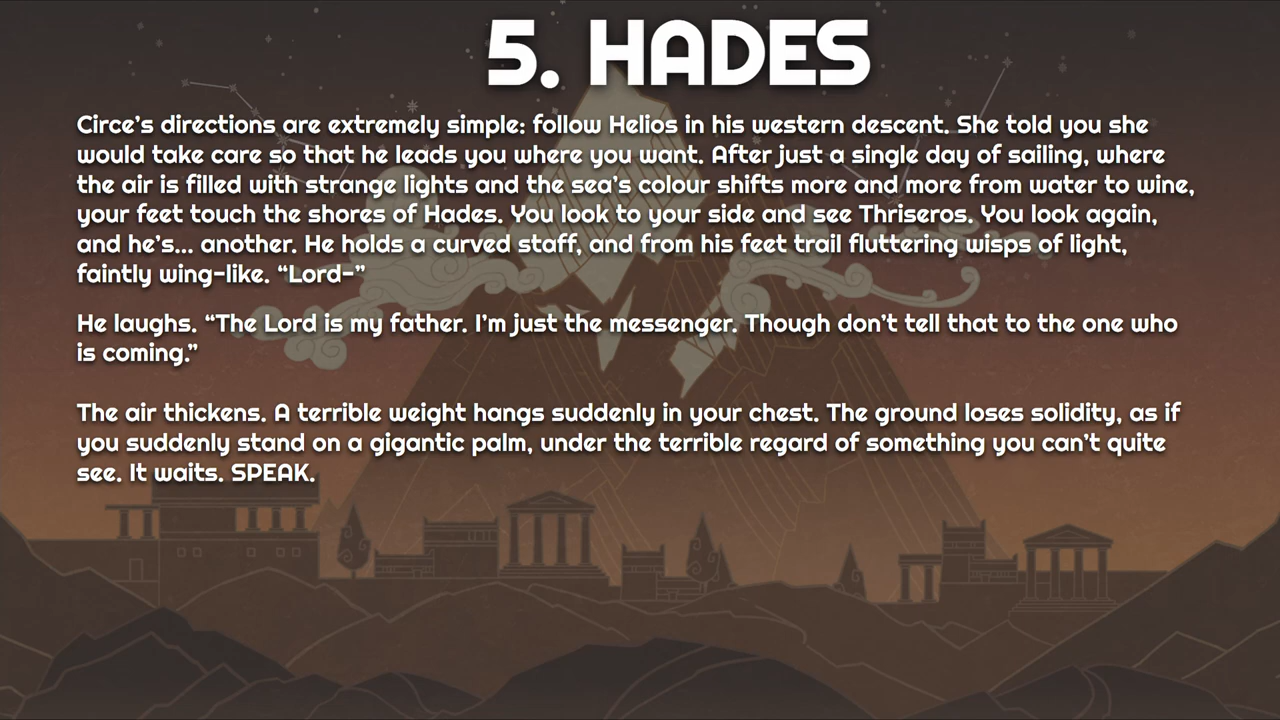 5. HADES
Circe’s directions are extremely simple: follow Helios in his western descent. She told you she
would take care so that he leads you where you want. After just a single day of sailing, where
the air is filled with strange lights and the sea’s colour shifts more and more from water to wine,
your feet touch the shores of Hades. You look to your side and see Thriseros. You look again,
and he’s... another. He holds a curved staff, and from his feet trail fluttering wisps of light,
faintly wing-like. “Lord-”
He laughs. “The Lord is my father. I’m just the messenger. Though don’t tell that to the one who
is coming.”
The air thickens. A terrible weight hangs suddenly in your chest. The ground loses solidity, as if
you suddenly stand on a gigantic palm, under the terrible regard of something you can’t quite
see. It waits. SPEAK.